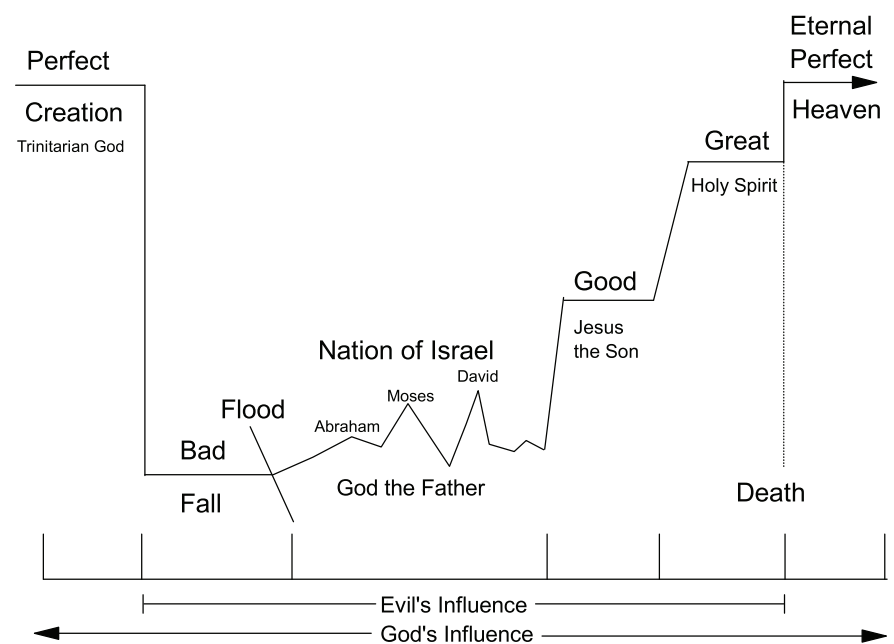 Perfect
Creation
Trinitarian God
Eternal
Perfect
Heaven
Great
Holy Spirit
Good
Jesus
the Son
Nation of Israel
David
Moses
Abraham
Flood
Bad
Fall
God the Father
Death
Evil's Influence
God's Influence